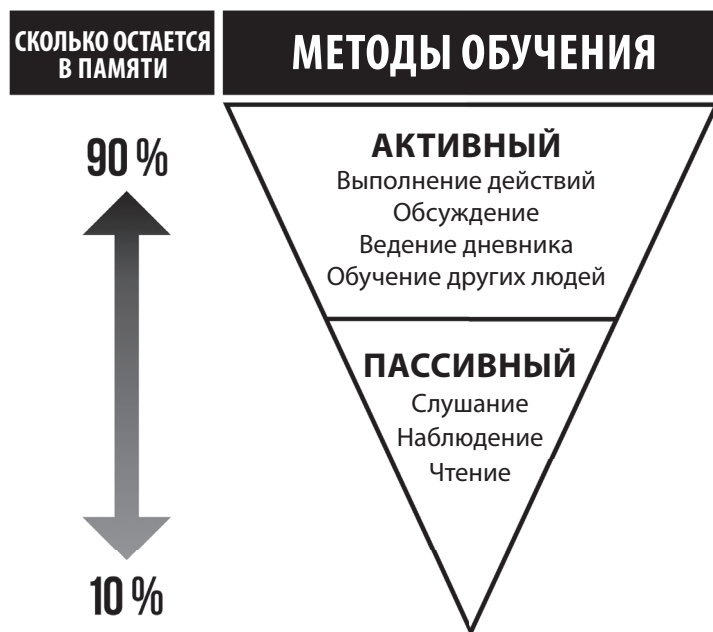 СКОЛЬКО ОСТАЕТСЯ
В ПАМЯТИ
МЕТОДЫ ОБУЧЕНИЯ
90 %
АКТИВНЫЙ
Выполнение действий
Обсуждение
Ведение дневника
Обучение других людей
ПАССИВНЫЙ
Слушание
Наблюдение
Чтение
10 %